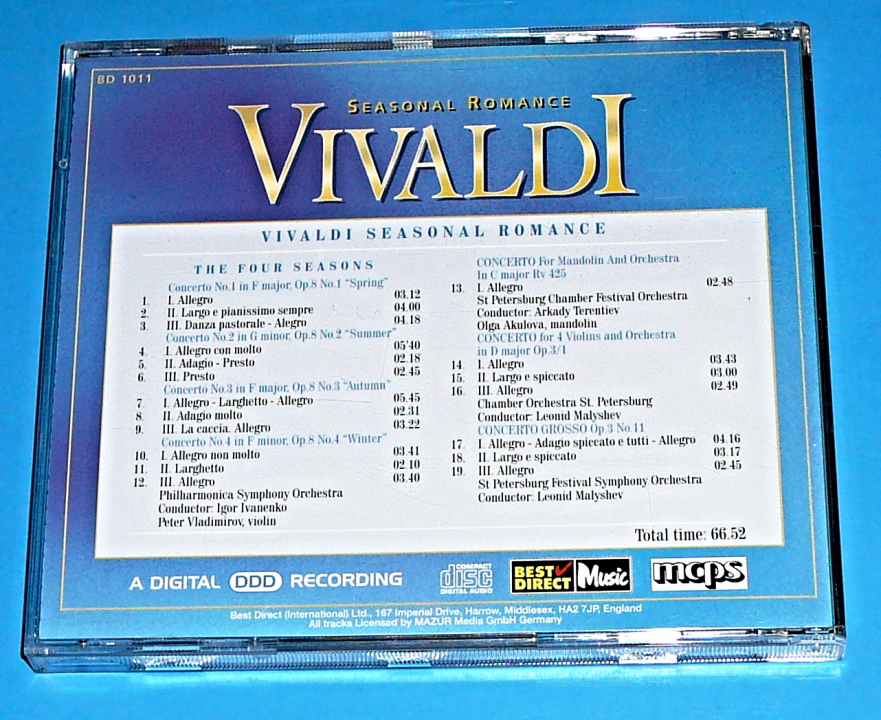 BD 1011
SEASONAL ROMANCE
VIVALDI
VIVALDI SEASONAL ROMANCE
THE FOUR SEASONS
Concerto No.1 in F major, Op.8 No.1 "Spring"
1. I. Allegro 03.12
2. II. Largo e pianissimo sempre 04.00
3. III. Danza pastorale - Alegro 04.18
Concerto No.2 in G minor, Op.8 No.2 "Summer"
4. I. Allegro con molto 05'40
5. II. Adagio - Presto 02.18
6. III. Presto 02.45
Concerto No.3 in F major, Op.8 No.3 "Autumn"
7. I. Allegro - Larghetto - Allegro 05.45
8. II. Adagio molto 02.31
9. III. La caccia. Allegro 03.22
Concerto No.4 in F minor, Op.8 No.4 "Winter"
10. I. Allegro non molto 03.41
11. II. Larghetto 02.10
12. III. Allegro 03.40
Philharmonica Symphony Orchestra
Conductor: Igor Ivanenko
Peter Vladimirov, violin
CONCERTO For Mandolin And Orchestra
In C major Rv 425
13. I. Allegro 02.48
St Petersburg Chamber Festival Orchestra
Conductor: Arkady Terentiev
Olga Akulova, mandolin
CONCERTO for 4 Violins and Orchestra
in D major Op.3/1
14. I. Allegro 03.43
15. II. Largo e spiccato 03.00
16. III. Allegro 02.49
Chamber Orchestra St. Petersburg
Conductor: Leonid Malyshev
CONCERTO GROSSO Op.3 No.11
17. I. Allegro - Adagio spiccato e tutti - Allegro 04.16
18. II. Largo e spiccato 03.17
19. III. Allegro 02.45
St Petersburg Festival Symphony Orchestra
Conductor: Leonid Malyshev
Total time: 66.52
A DIGITAL DDD RECORDING
COMPACT
disc
DIGITAL AUDIO
BEST
DIRECT
Music
mcps
Best Direct (International) Ltd., 167 Imperial Drive, Harrow, Middlesex, HA2 7JP, England
All tracks Licensed by MAZUR Media GmbH Germany